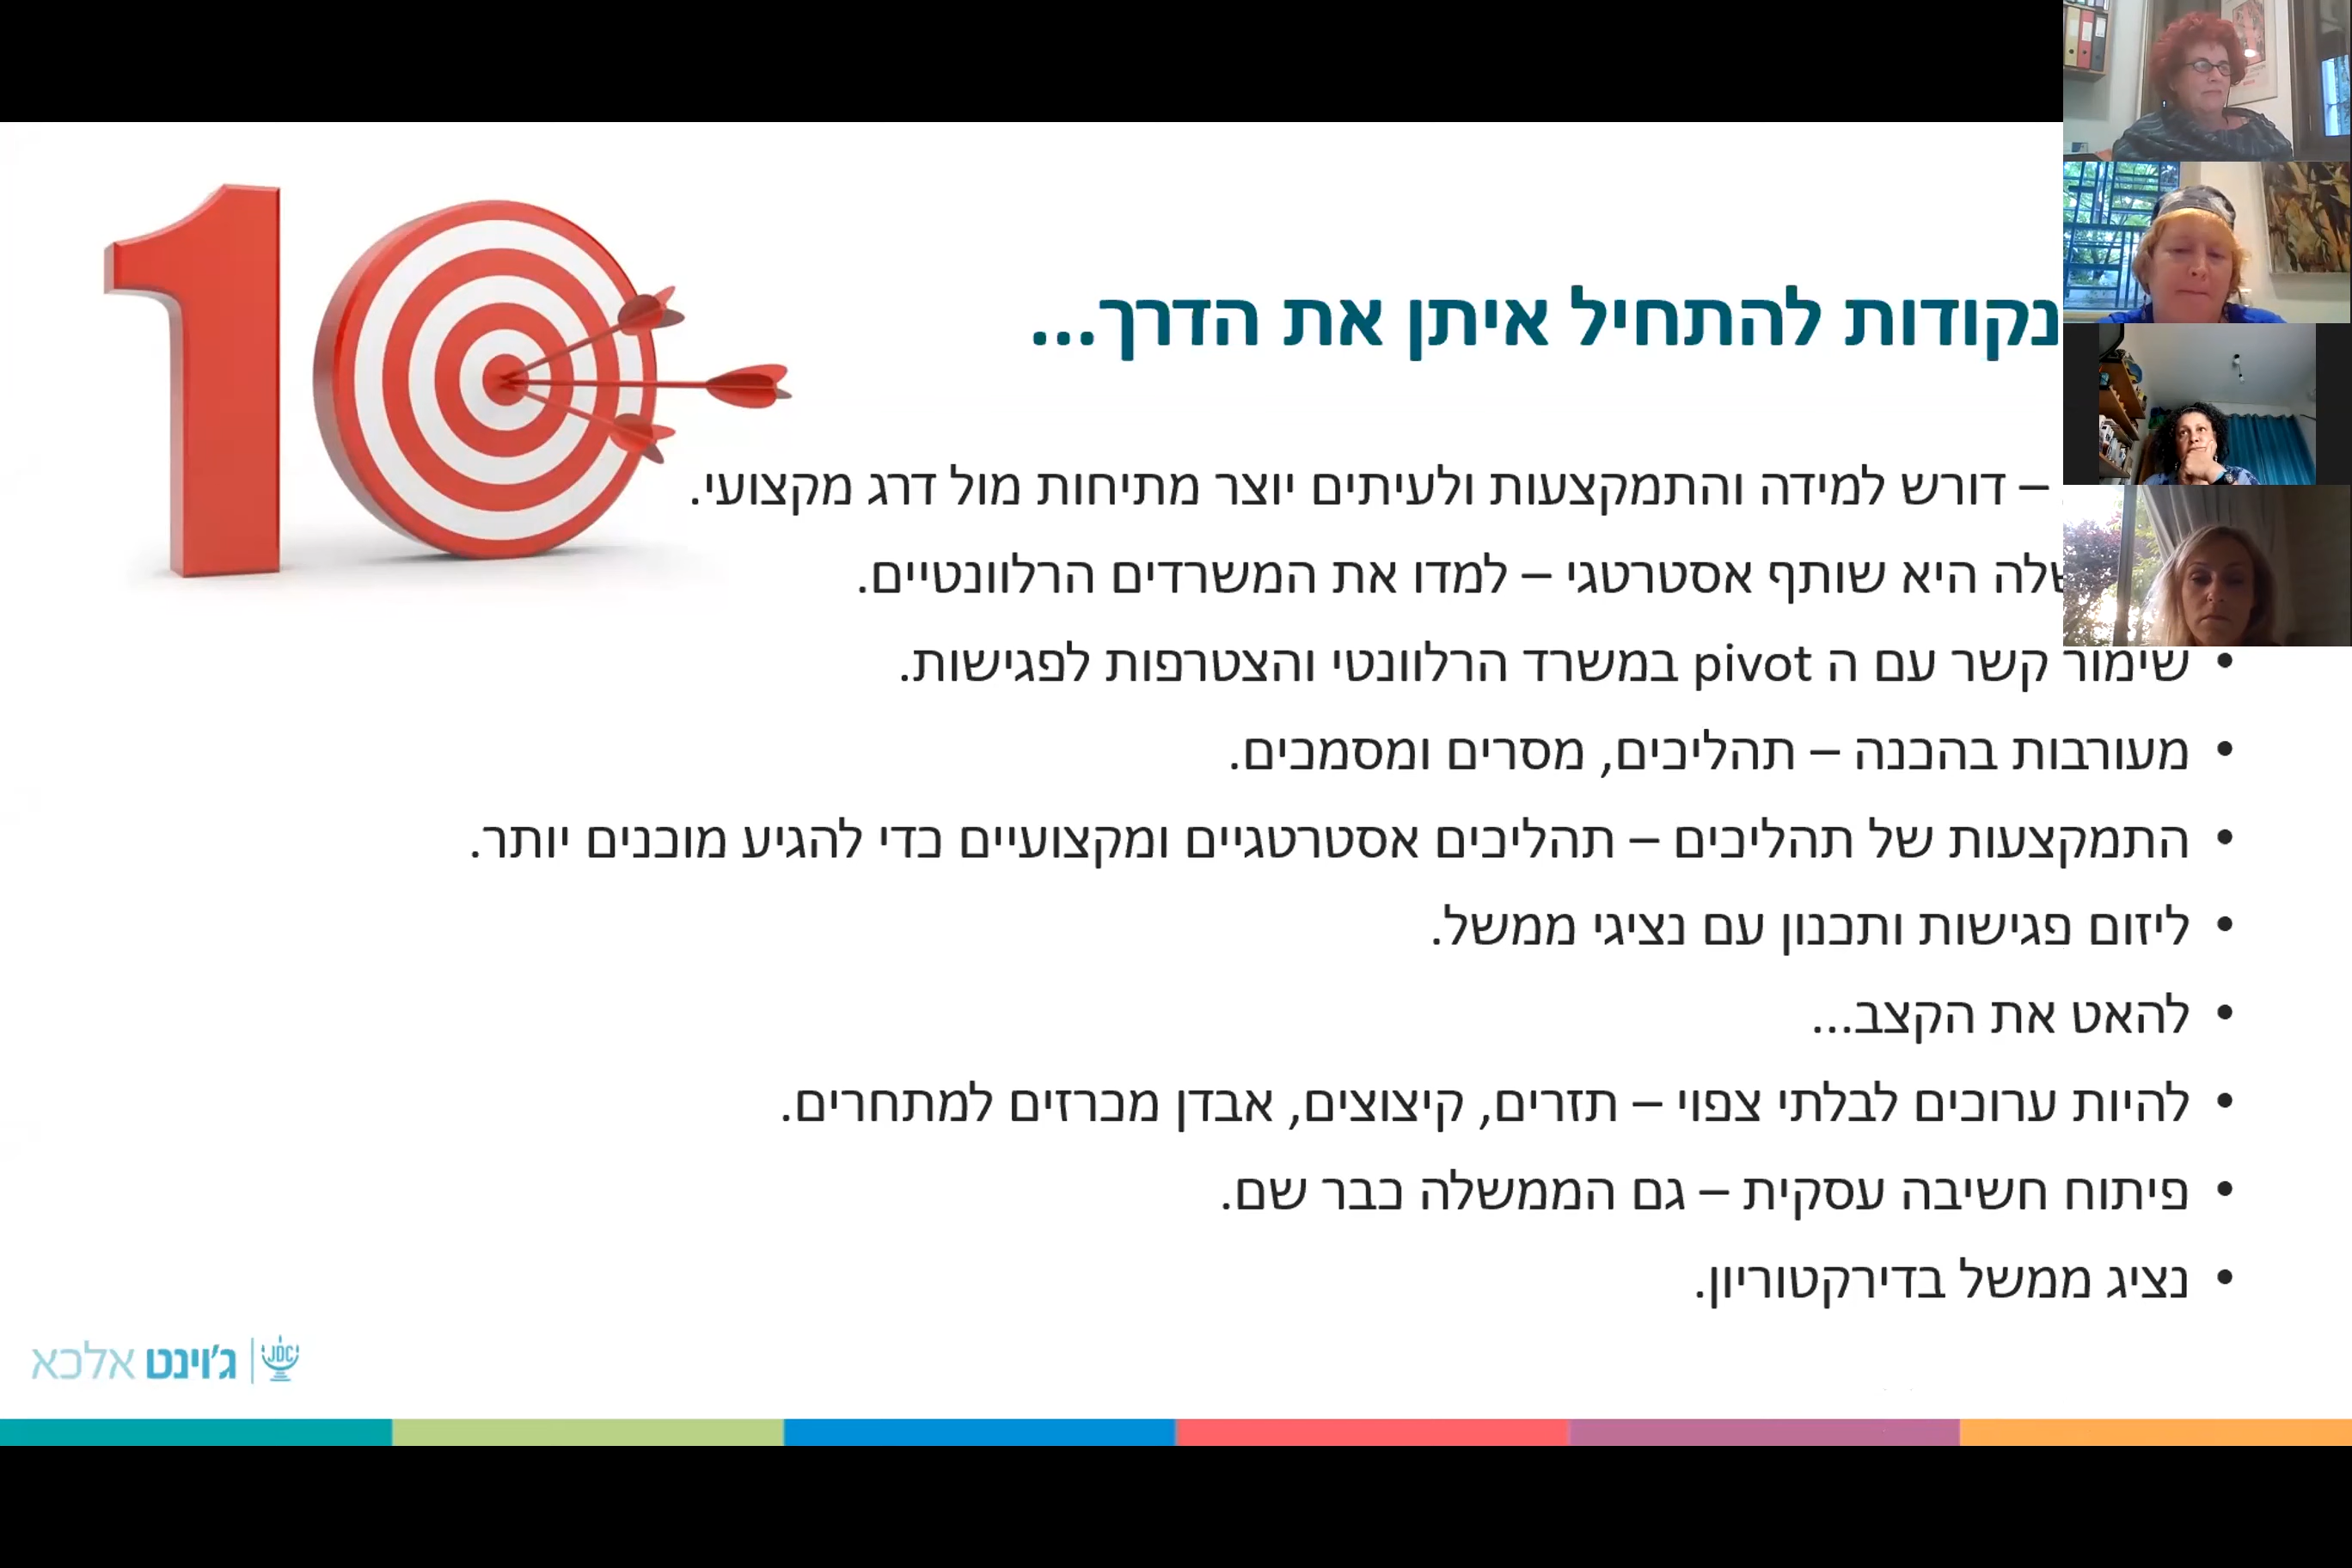 10
נקודות להתחיל איתן את הדרך...
– דורש למידה והתמקצעות ולעיתים יוצר מתיחות מול דרג מקצועי.
היא שותף אסטרטגי – למדו את המשרדים הרלוונטיים.
• שימור קשר עם ה pivot במשרד הרלוונטי והצטרפות לפגישות.
• מעורבות בהכנה – תהליכים, מסרים ומסמכים.
• התמקצעות של תהליכים – תהליכים אסטרטגיים ומקצועיים כדי להגיע מוכנים יותר.
• ליזום פגישות ותכנון עם נציגי ממשל.
• להאט את הקצב...
• להיות ערוכים לבלתי צפוי – תזרים, קיצוצים, אבדן מכרזים למתחרים.
• פיתוח חשיבה עסקית – גם הממשלה כבר שם.
• נציג ממשל בדירקטוריון.
JDC ג'וינט אלכא